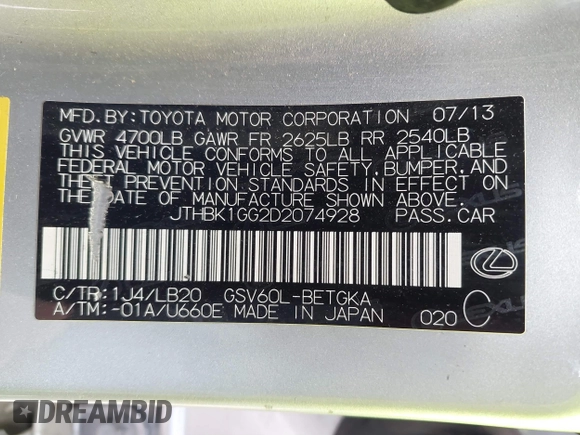 MFD. BY: TOYOTA MOTOR CORPORATION 07/13
GVWR 4700LB GAWR FR 2625LB RR 2540LB
THIS VEHICLE CONFORMS TO ALL APPLICABLE
FEDERAL MOTOR VEHICLE SAFETY, BUMPER, AND
THEFT PREVENTION STANDARDS IN EFFECT ON
THE DATE OF MANUFACTURE SHOWN ABOVE.
JTHBK1GG2D2074928 PASS. CAR
C/TR: 1J4/LB20 GSV60L-BETGKA
A/TM: -01A/U660E MADE IN JAPAN 020 C
DREAMBID